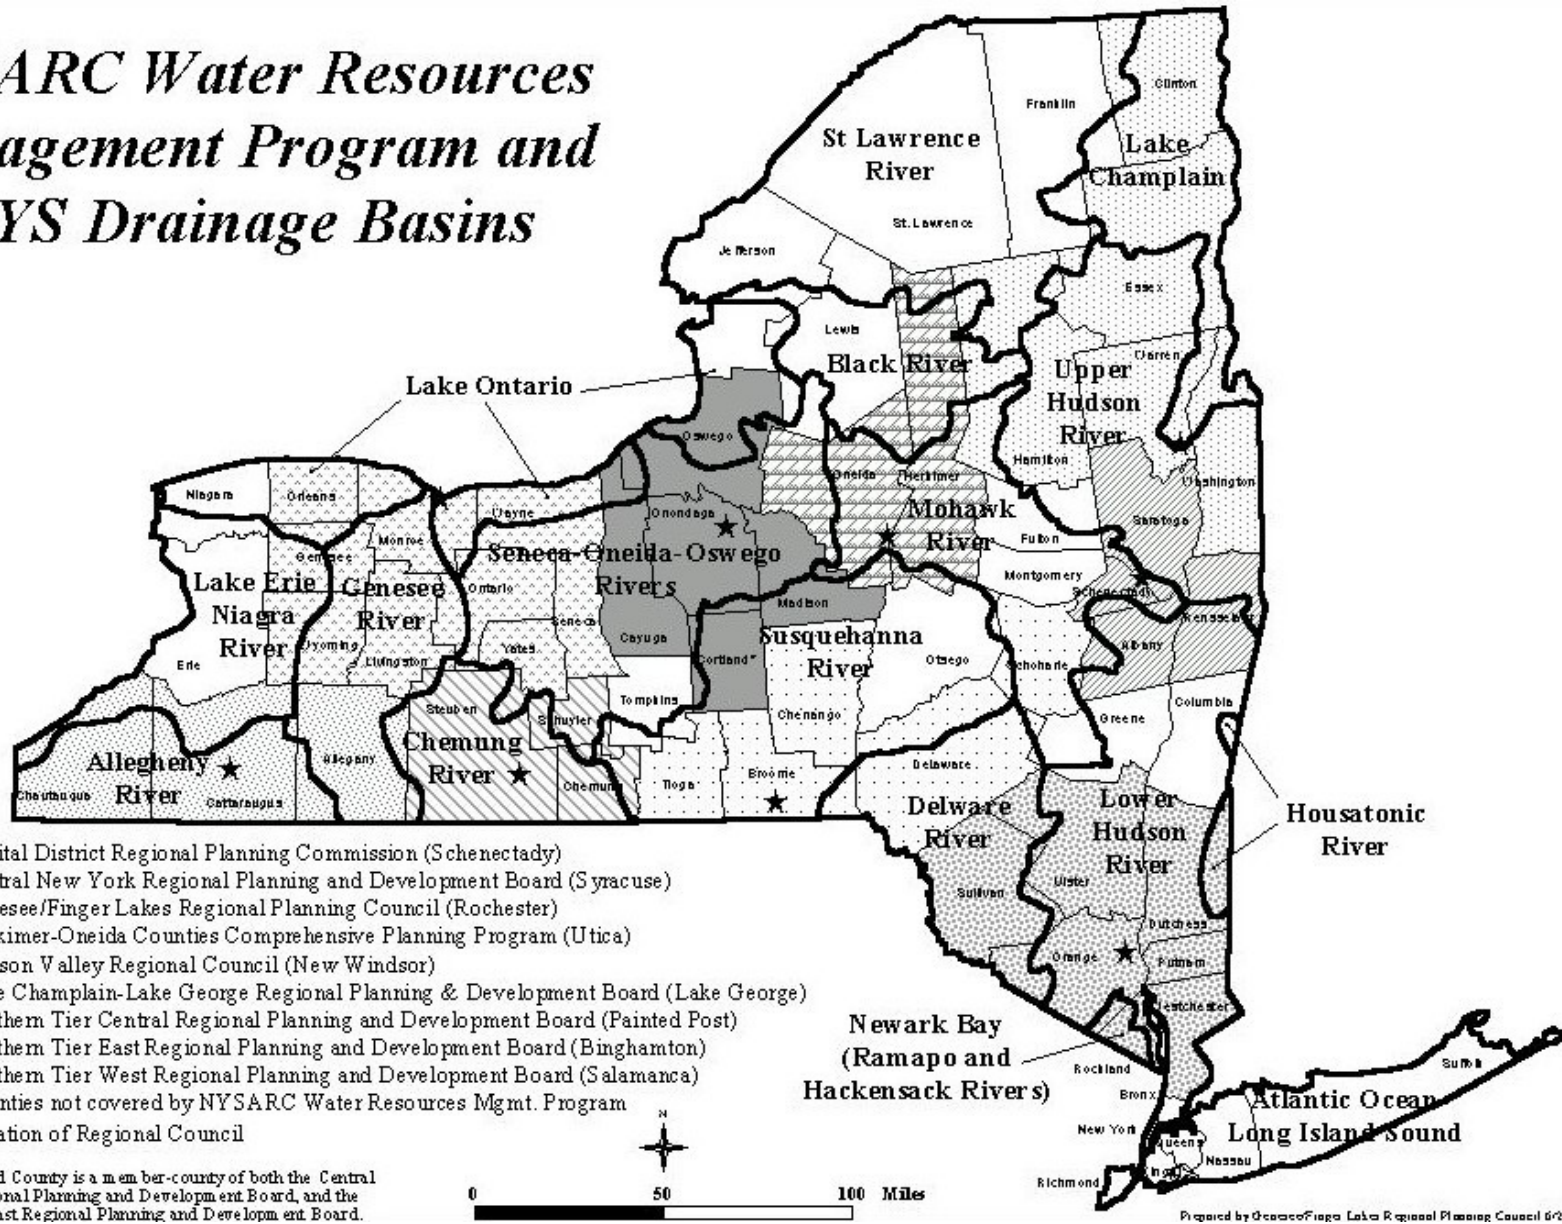 ARC Water Resources
agement Program and
YS Drainage Basins
Clinton
Franklin
St Lawrence
River
Lake
Champlain
St. Lawrence
Jefferson
Essex
Lewis
Black River
Warren
Upper
Hudson
River
Lake Ontario
Oswego
Hamilton
Oneida
Herkimer
Washington
Niagara
Orleans
Wayne
Onondaga
Mohawk
River
Saratoga
Monroe
Genesee
Fulton
Seneca-Oneida-Oswego
Rivers
Montgomery
Lake Erie
Niagra
River
Genesee
River
Ontario
Schenectady
Madison
Seneca
Rensselaer
Cayuga
Susquehanna
River
Albany
Wyoming
Yates
Livingston
Erie
Cortland*
Otsego
Schoharie
Tompkins
Columbia
Steuben
Schuyler
Chenango
Greene
Chemung
River
Allegheny
River
Allegany
Delaware
Broome
Tioga
Chemung
Chautauqua
Cattaraugus
Delware
River
Lower
Hudson
River
Housatonic
River
ital District Regional Planning Commission (Schenectady)
tral New York Regional Planning and Development Board (Syracuse)
esee/Finger Lakes Regional Planning Council (Rochester)
kimer-Oneida Counties Comprehensive Planning Program (Utica)
son Valley Regional Council (New Windsor)
e Champlain-Lake George Regional Planning & Development Board (Lake George)
thern Tier Central Regional Planning and Development Board (Painted Post)
thern Tier East Regional Planning and Development Board (Binghamton)
thern Tier West Regional Planning and Development Board (Salamanca)
nties not covered by NYSARC Water Resources Mgmt. Program
ation of Regional Council
Sullivan
Ulster
Dutchess
Orange
Putnam
Westchester
Newark Bay
(Ramapo and
Hackensack Rivers)
Rockland
Bronx
Suffolk
Atlantic Ocean
Long Island Sound
New York
Queens
Nassau
Kings
Richmond
N
d County is a member-county of both the Central
onal Planning and Development Board, and the
ast Regional Planning and Development Board.
0 50 100 Miles
Prepared by Genesee/Finger Lakes Regional Planning Council 6/2